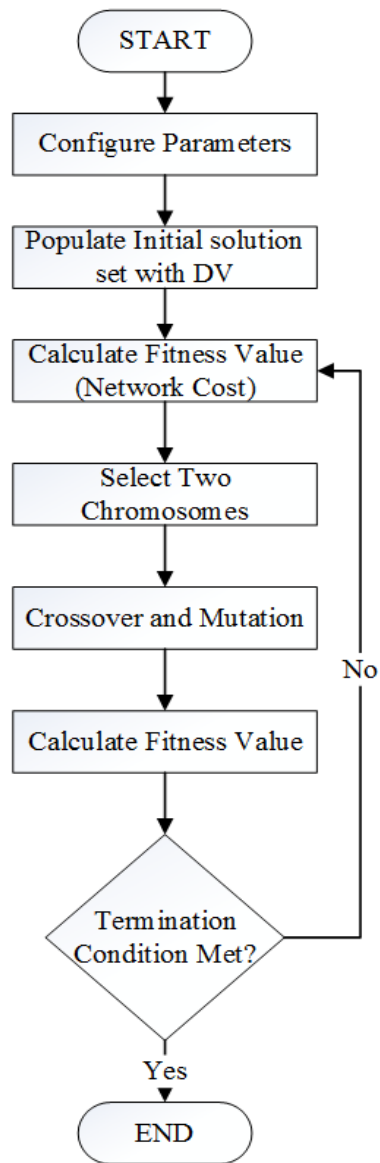 START
Configure Parameters
Populate Initial solution
set with DV
Calculate Fitness Value
(Network Cost)
Select Two
Chromosomes
Crossover and Mutation
No
Calculate Fitness Value
Termination
Condition Met?
Yes
END